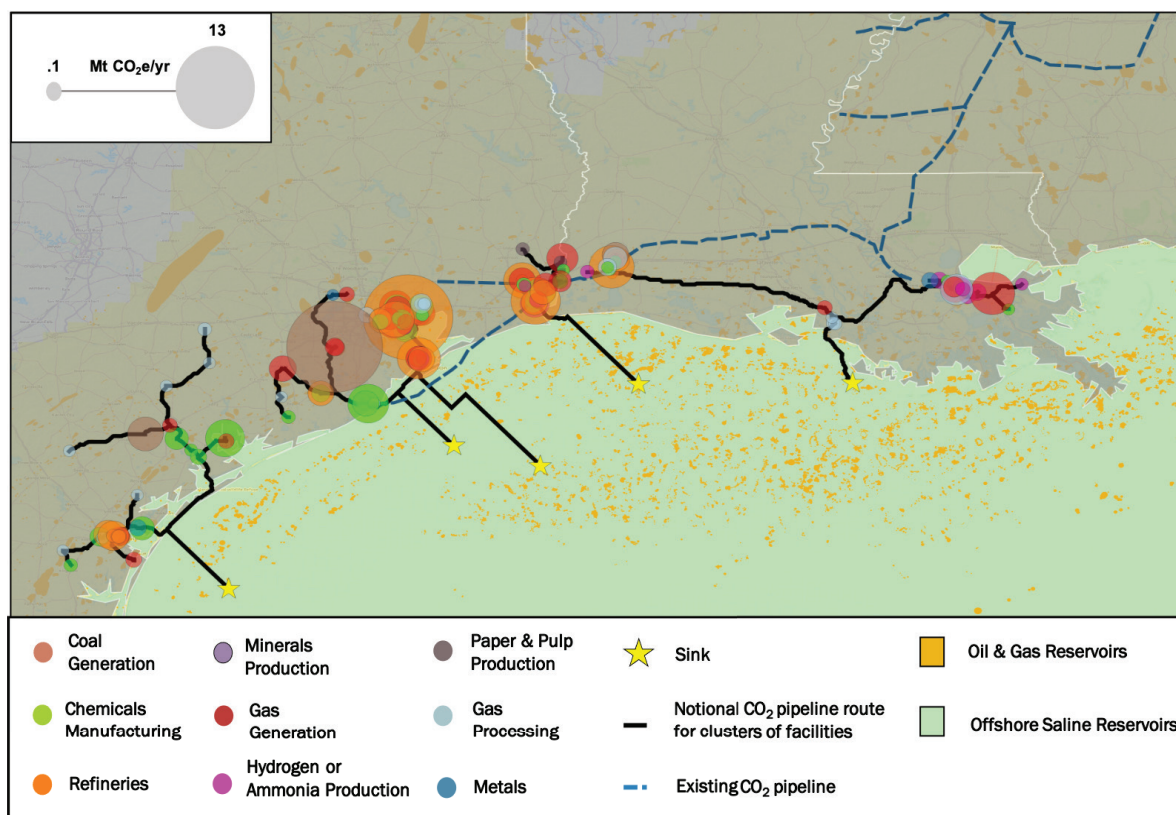 13
.1
Mt CO₂e/yr
Coal
Generation
Minerals
Production
Paper & Pulp
Production
Sink
Oil & Gas Reservoirs
Chemicals
Manufacturing
Gas
Generation
Gas
Processing
Notional CO₂ pipeline route
for clusters of facilities
Offshore Saline Reservoirs
Refineries
Hydrogen or
Ammonia Production
Metals
Existing CO₂ pipeline